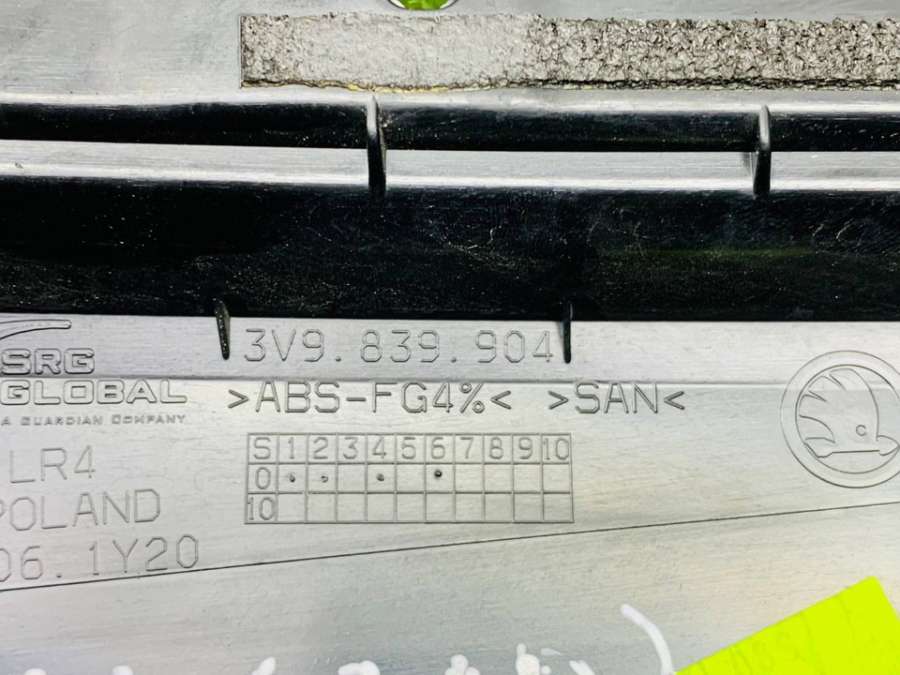 3V9.839.904
SRG
GLOBAL
A GUARDIAN COMPANY
>ABS-FG4%< >SAN<
LR4
POLAND
06.1Y20
S 1 2 3 4 5 6 7 8 9 10
0
10
C